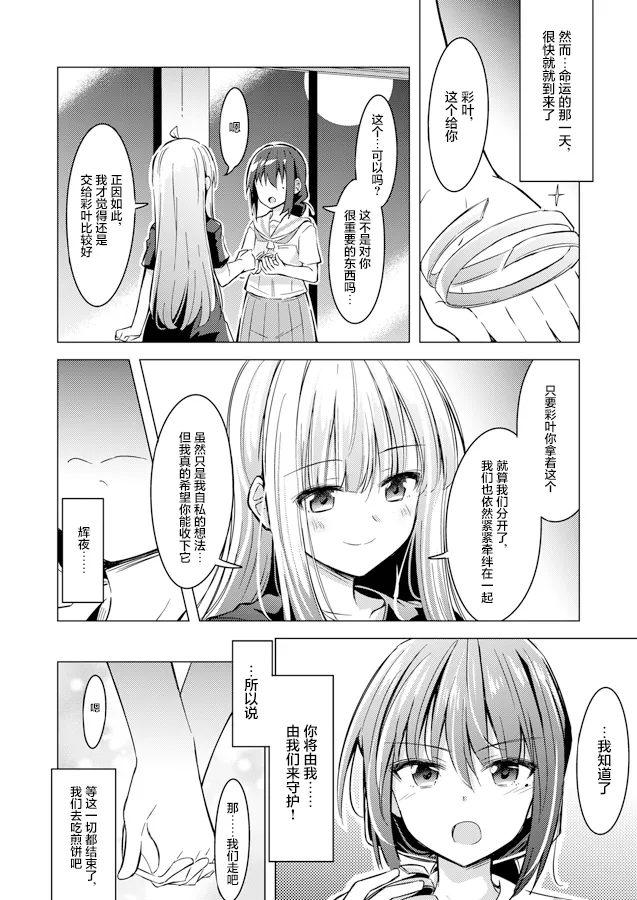 然而…命运的那一天，
很快就就到来了
彩叶，
这个给你
这个…可以吗？
这不是对你
很重要的东西吗…
嗯
正因如此，
我才觉得还是
交给彩叶比较好
只要彩叶你拿着这个
就算我们分开了，
我们也依然紧紧牵绊在一起
虽然只是我自私的想法…
但我真的希望你能收下它
辉夜……
…我知道了
你将由我……
由我们来守护！
…所以说
那……我们走吧
嗯
等这一切都结束了，
我们去吃煎饼吧